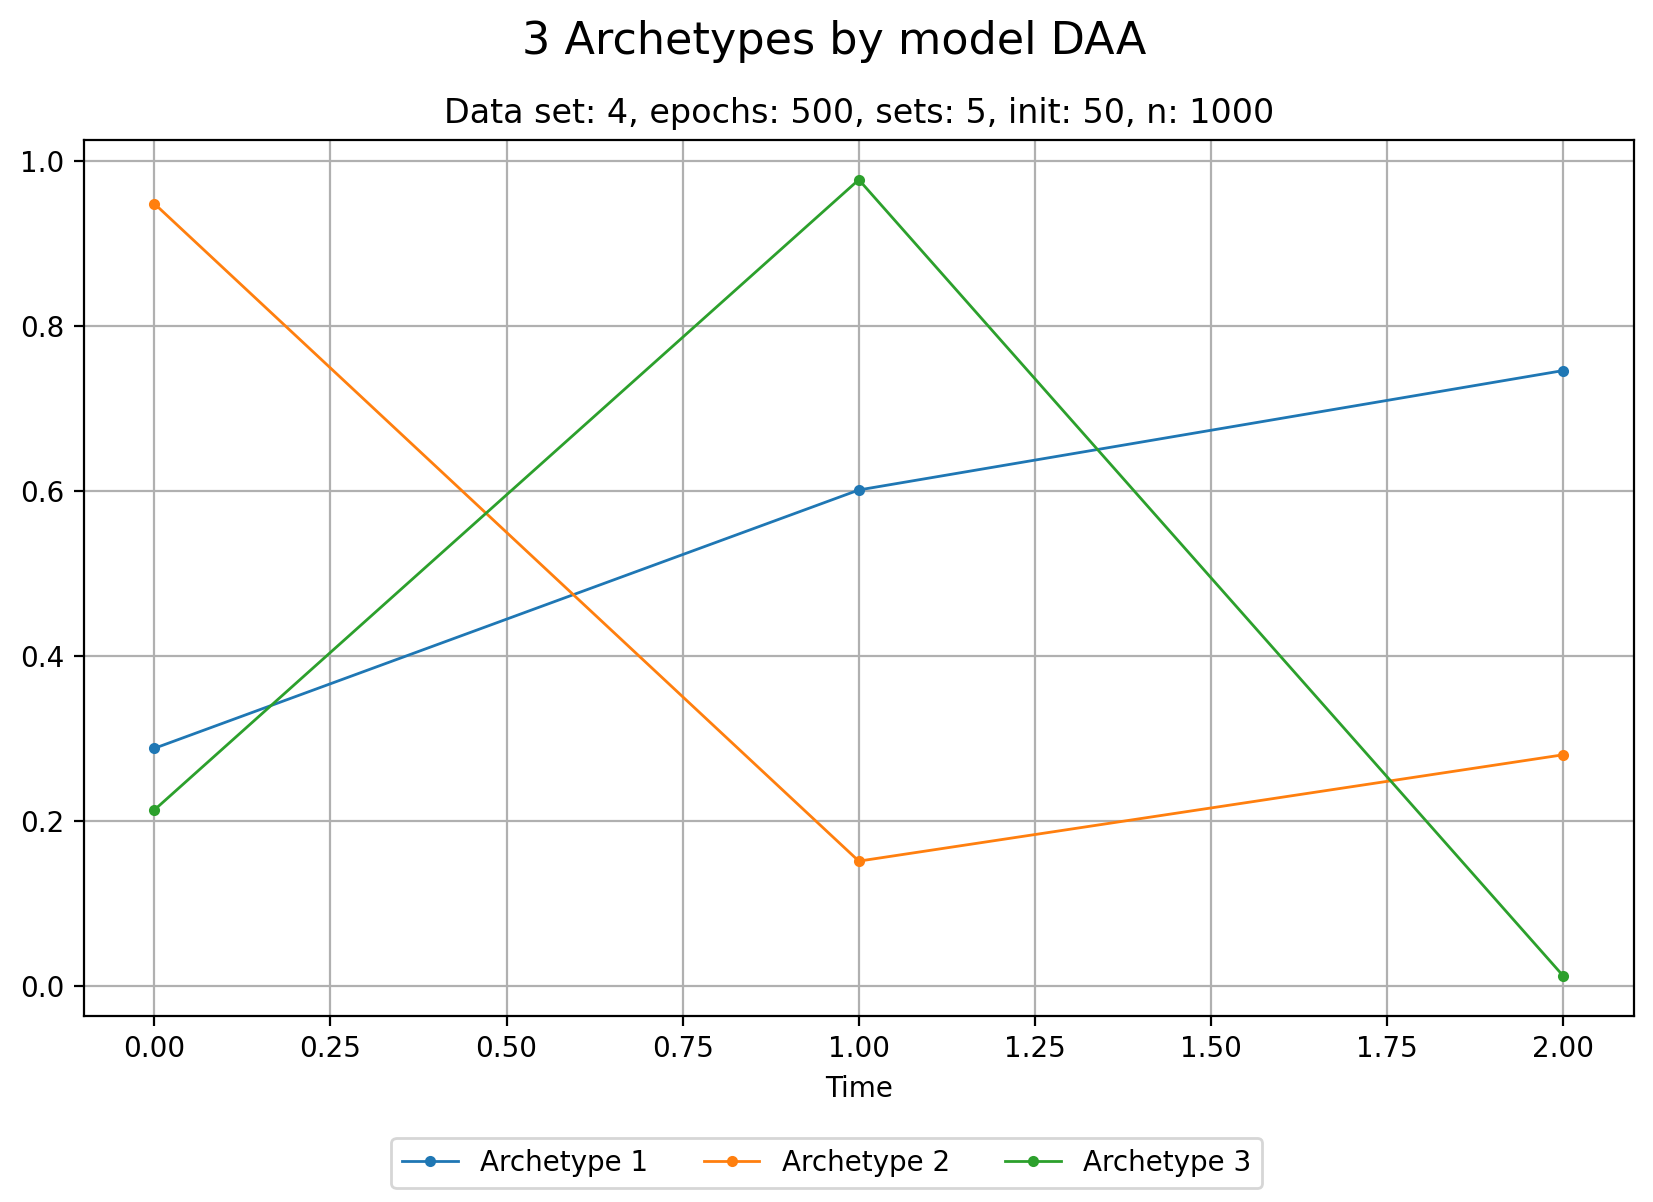 3 Archetypes by model DAA
Data set: 4, epochs: 500, sets: 5, init: 50, n: 1000
1.0
0.8
0.6
0.4
0.2
0.0
0.00 0.25 0.50 0.75 1.00 1.25 1.50 1.75 2.00
Time
Archetype 1 Archetype 2 Archetype 3